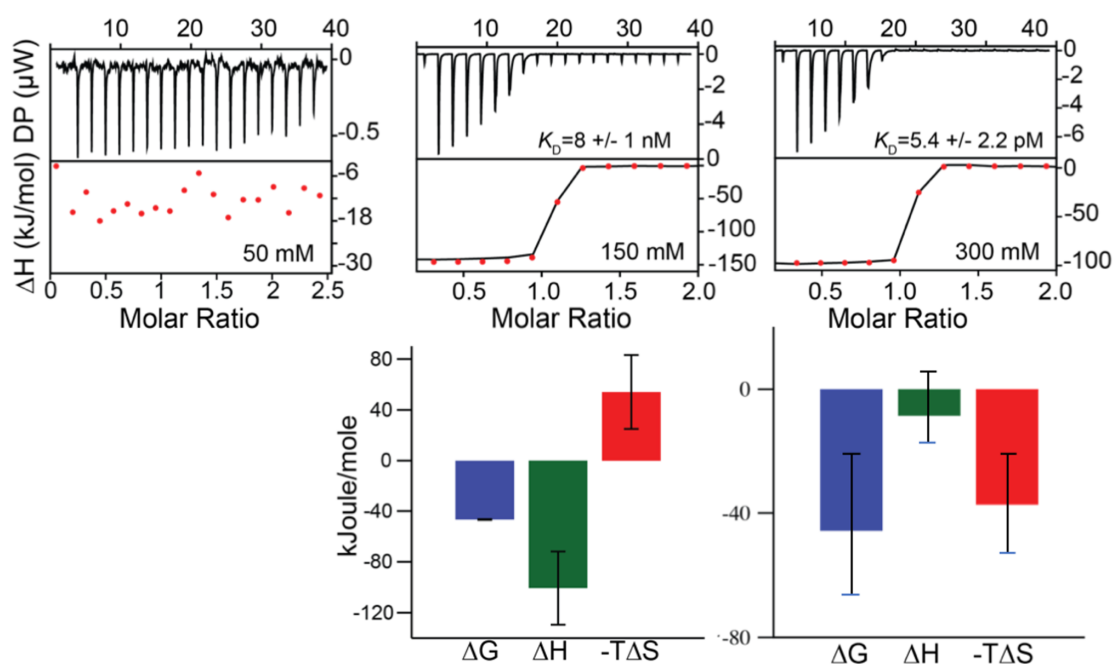 10 20 30 40
10 20 30 40
10 20 30 40
DP (μW)
0
-0.5
0
-2
-4
K_D=8 +/- 1 nM
0
-2
-4
-6
K_D=5.4 +/- 2.2 pM
ΔH (kJ/mol)
-6
-18
-30
50 mM
0
-50
-100
-150
150 mM
0
-50
-100
300 mM
0 0.5 1 1.5 2 2.5
0.5 1.0 1.5 2.0
0.5 1.0 1.5 2.0
Molar Ratio
Molar Ratio
Molar Ratio
kJoule/mole
80
40
0
-40
-80
-120
ΔG ΔH -TΔS
0
-40
-80
ΔG ΔH -TΔS